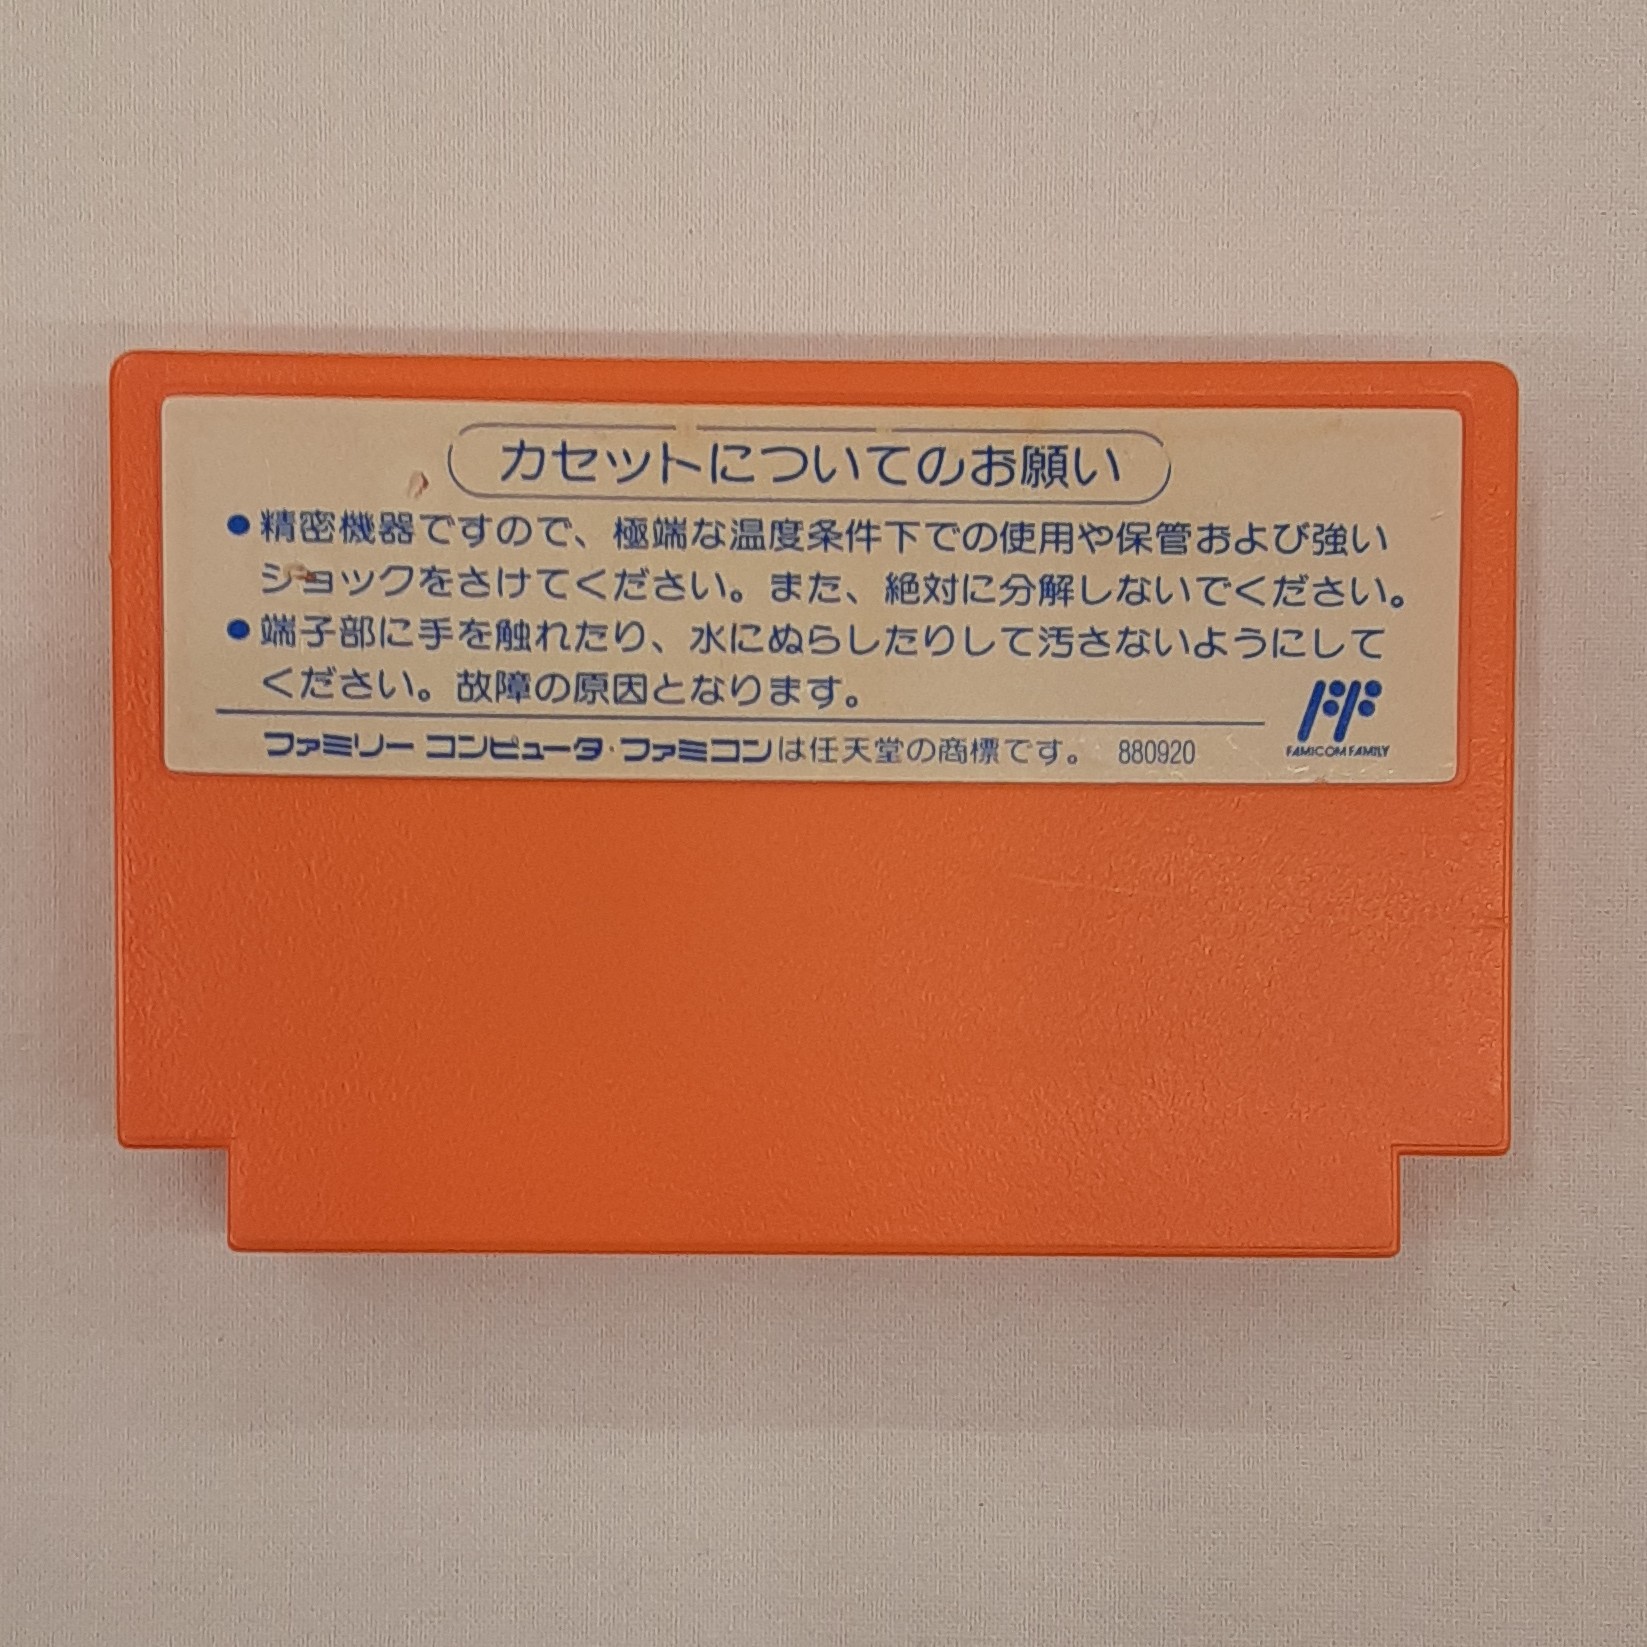 カセットについてのお願い
●精密機器ですので、極端な温度条件下での使用や保管および強い
ショックをさけてください。また、絶対に分解しないでください。
●端子部に手を触れたり、水にぬらしたりして汚さないようにして
ください。故障の原因となります。
ファミリー コンピュータ・ファミコンは任天堂の商標です。 880920
FAMICOM FAMILY